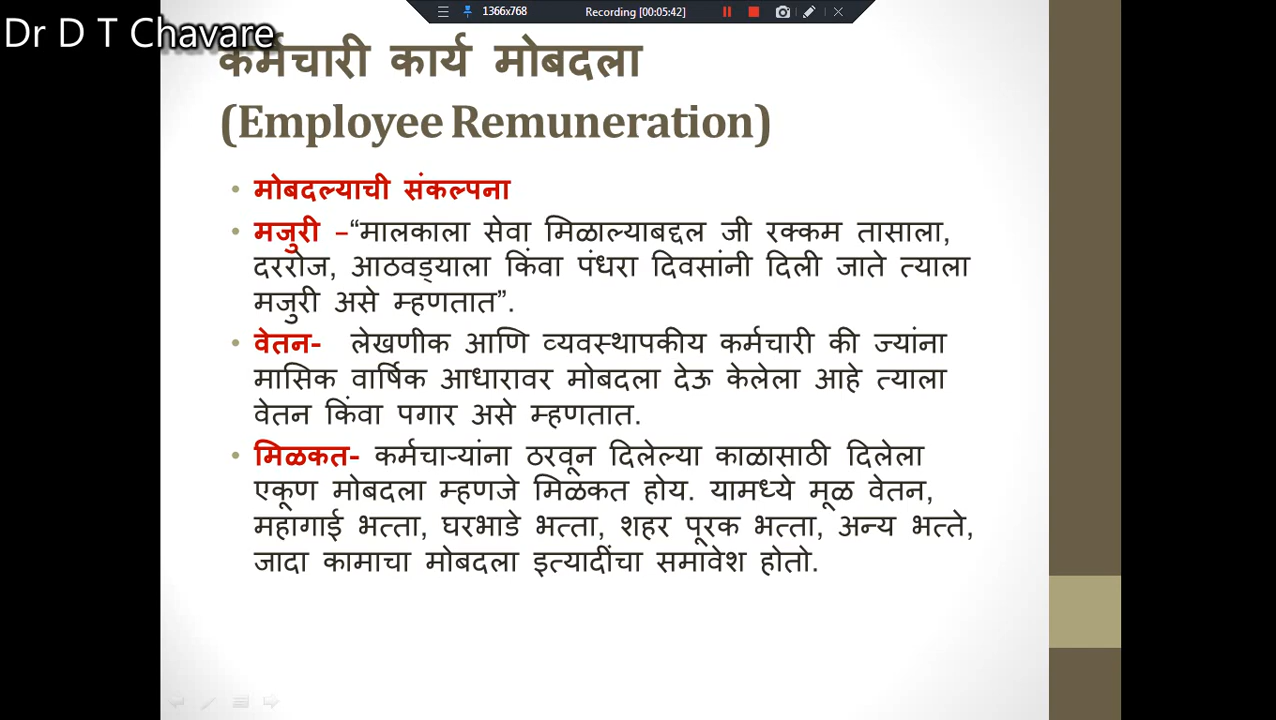 1366x768
Recording [00:05:42]
Dr D T Chavare
कर्मचारी कार्य मोबदला
(Employee Remuneration)
• मोबदल्याची संकल्पना
• मजुरी –“मालकाला सेवा मिळाल्याबद्दल जी रक्कम तासाला,
दररोज, आठवड्याला किंवा पंधरा दिवसांनी दिली जाते त्याला
मजुरी असे म्हणतात”.
• वेतन- लेखणीक आणि व्यवस्थापकीय कर्मचारी की ज्यांना
मासिक वार्षिक आधारावर मोबदला देऊ केलेला आहे त्याला
वेतन किंवा पगार असे म्हणतात.
• मिळकत- कर्मचाऱ्यांना ठरवून दिलेल्या काळासाठी दिलेला
एकूण मोबदला म्हणजे मिळकत होय. यामध्ये मूळ वेतन,
महागाई भत्ता, घरभाडे भत्ता, शहर पूरक भत्ता, अन्य भत्ते,
जादा कामाचा मोबदला इत्यादींचा समावेश होतो.